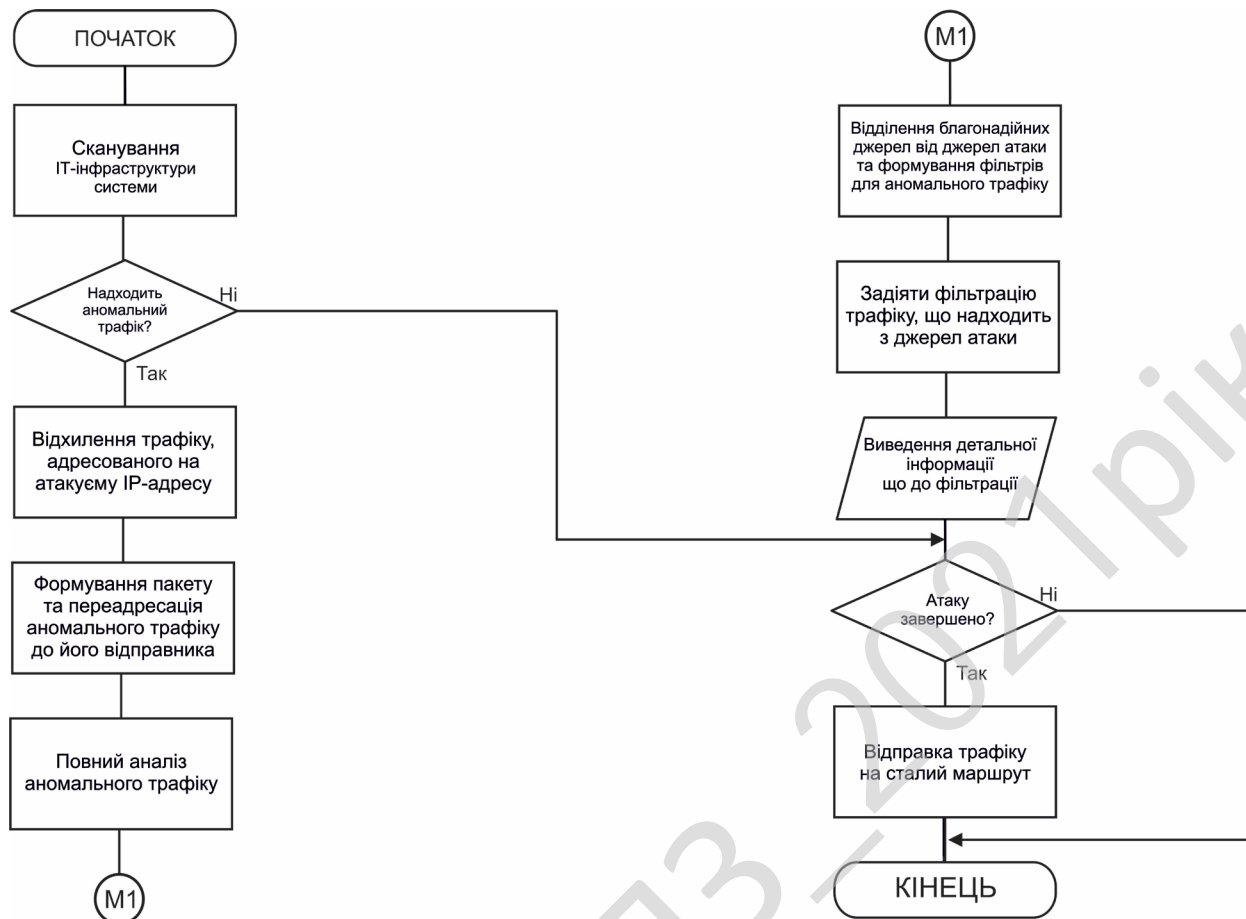 ПОЧАТОК
Сканування
ІТ-інфраструктури
системи
Надходить
аномальний
трафік?
Ні
Так
Відхилення трафіку,
адресованого на
атакуєму IP-адресу
Формування пакету
та переадресація
аномального трафіку
до його відправника
Повний аналіз
аномального трафіку
М1
М1
Відділення благонадійних
джерел від джерел атаки
та формування фільтрів
для аномального трафіку
Задіяти фільтрацію
трафіку, що надходить
з джерел атаки
Виведення детальної
інформації
що до фільтрації
Атаку
завершено?
Ні
Так
Відправка трафіку
на сталий маршрут
КІНЕЦЬ
ПЗ_2021рік